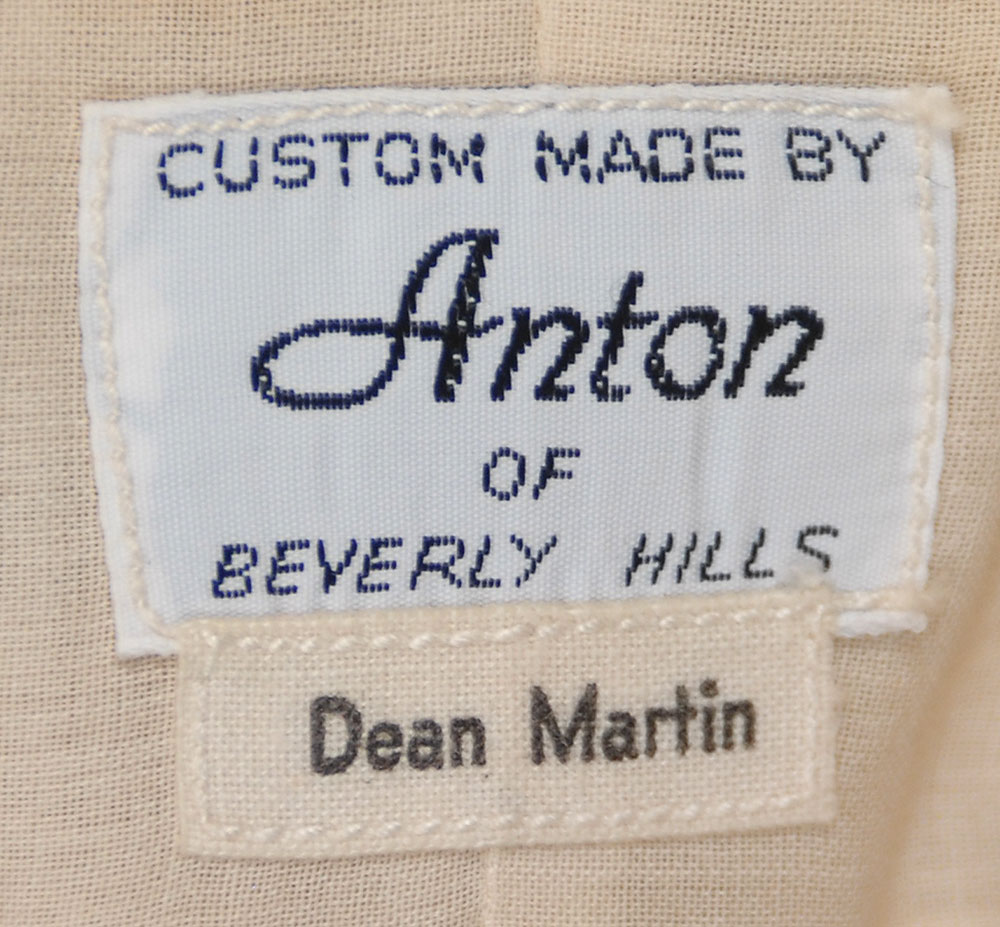 CUSTOM MADE BY
Anton
OF
BEVERLY HILLS
Dean Martin